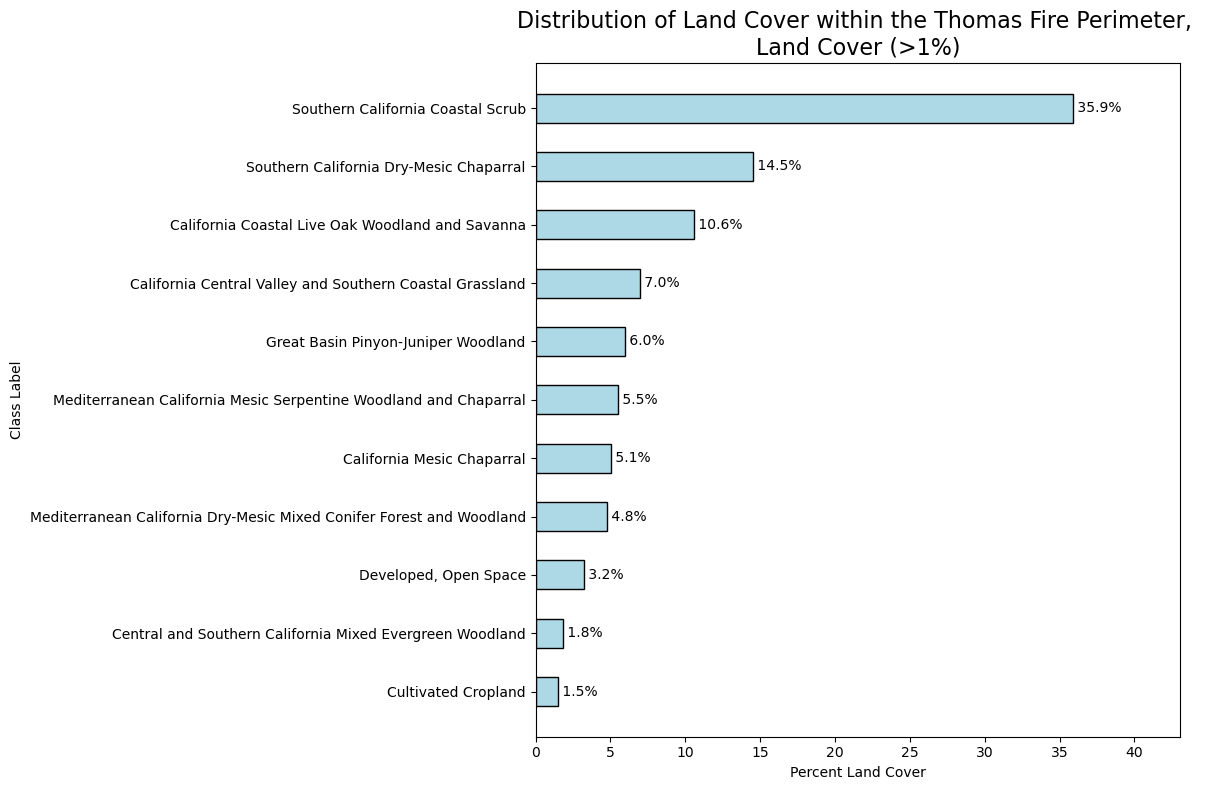 Distribution of Land Cover within the Thomas Fire Perimeter,
Land Cover (>1%)
Class Label
Southern California Coastal Scrub 35.9%
Southern California Dry-Mesic Chaparral 14.5%
California Coastal Live Oak Woodland and Savanna 10.6%
California Central Valley and Southern Coastal Grassland 7.0%
Great Basin Pinyon-Juniper Woodland 6.0%
Mediterranean California Mesic Serpentine Woodland and Chaparral 5.5%
California Mesic Chaparral 5.1%
Mediterranean California Dry-Mesic Mixed Conifer Forest and Woodland 4.8%
Developed, Open Space 3.2%
Central and Southern California Mixed Evergreen Woodland 1.8%
Cultivated Cropland 1.5%
0 5 10 15 20 25 30 35 40
Percent Land Cover